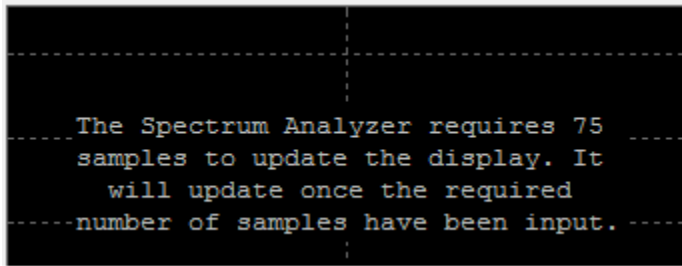 The Spectrum Analyzer requires 75
samples to update the display. It
will update once the required
number of samples have been input.